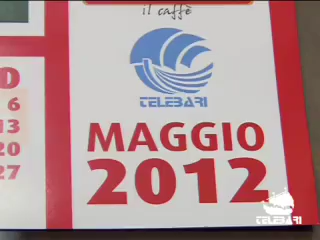 il caffè
TELEBARI
MAGGIO
2012
O
6
13
20
27
TELEBARI